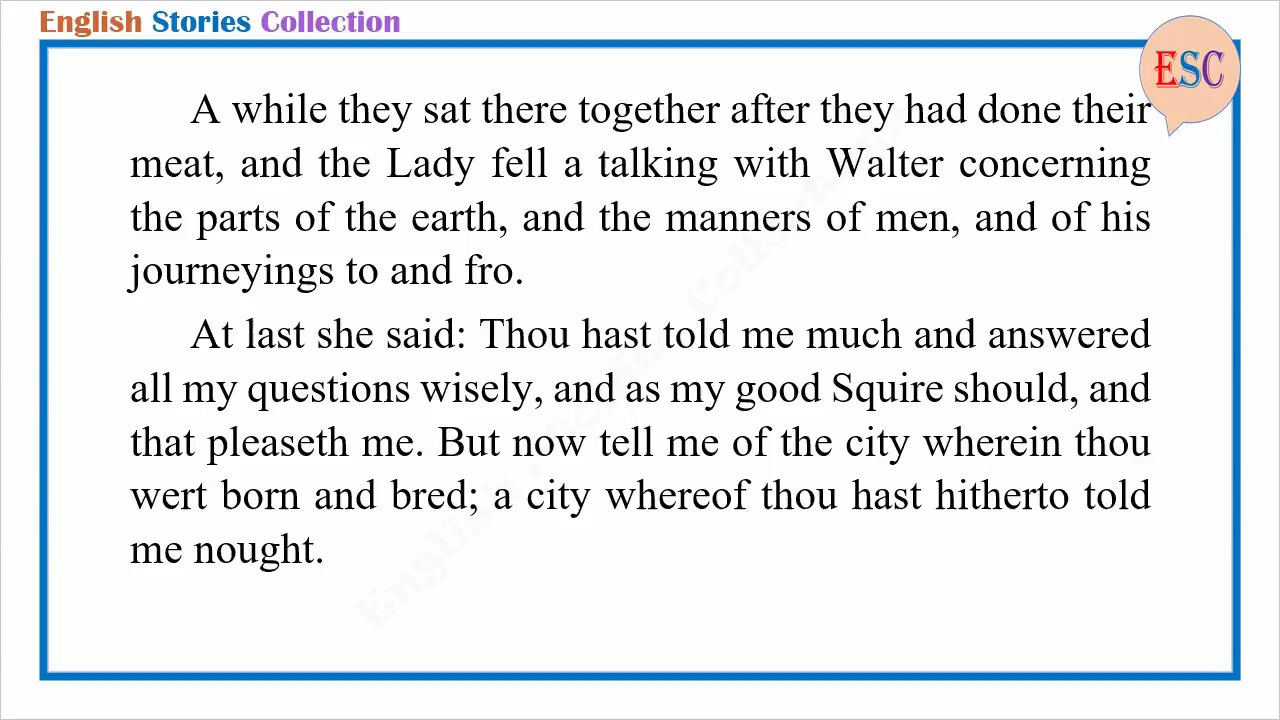 English Stories Collection
ESC
A while they sat there together after they had done their
meat, and the Lady fell a talking with Walter concerning
the parts of the earth, and the manners of men, and of his
journeyings to and fro.
At last she said: Thou hast told me much and answered
all my questions wisely, and as my good Squire should, and
that pleaseth me. But now tell me of the city wherein thou
wert born and bred; a city whereof thou hast hitherto told
me nought.
English Stories Collection